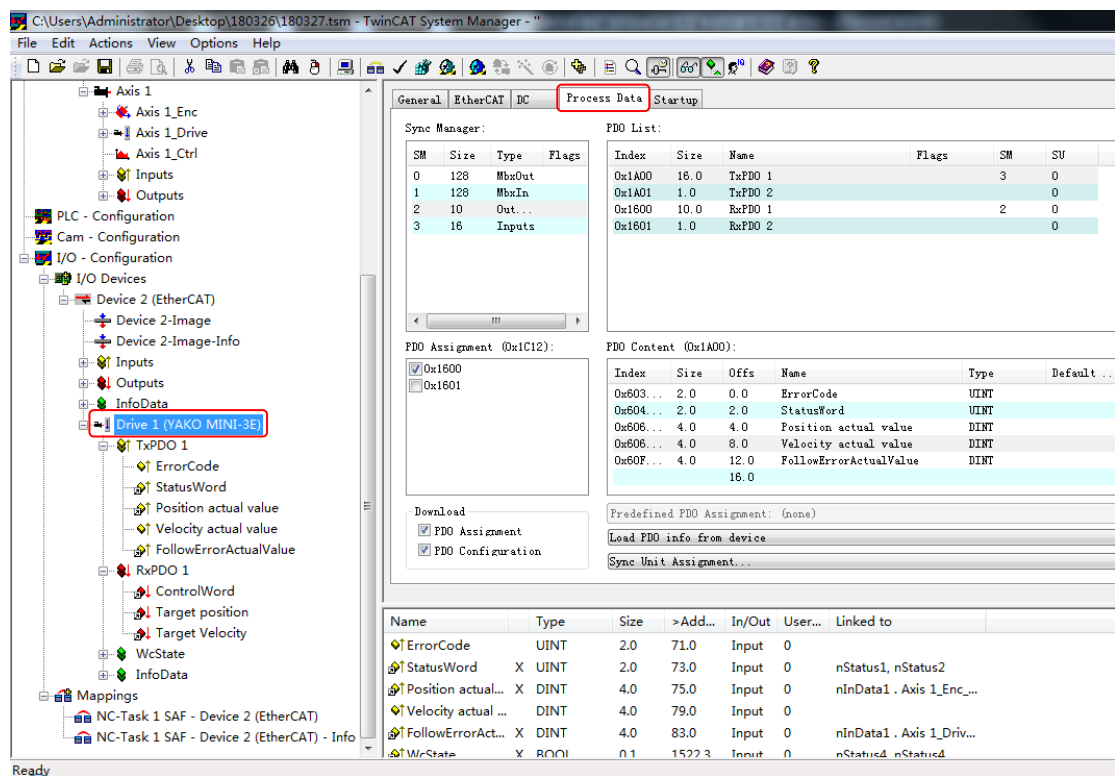 C:\Users\Administrator\Desktop\180326\180327.tsm - TwinCAT System Manager - ''
File Edit Actions View Options Help
Axis 1
Axis 1_Enc
Axis 1_Drive
Axis 1_Ctrl
Inputs
Outputs
PLC - Configuration
Cam - Configuration
I/O - Configuration
I/O Devices
Device 2 (EtherCAT)
Device 2-Image
Device 2-Image-Info
Inputs
Outputs
InfoData
Drive 1 (YAKO MINI-3E)
TxPDO 1
ErrorCode
StatusWord
Position actual value
Velocity actual value
FollowErrorActualValue
RxPDO 1
ControlWord
Target position
Target Velocity
WcState
InfoData
Mappings
NC-Task 1 SAF - Device 2 (EtherCAT)
NC-Task 1 SAF - Device 2 (EtherCAT) - Info
General EtherCAT DC Process Data Startup
Sync Manager:
SM Size Type Flags
0 128 MbxOut
1 128 MbxIn
2 10 Out...
3 16 Inputs
PDO List:
Index Size Name Flags SM SU
0x1A00 16.0 TxPDO 1 3 0
0x1A01 1.0 TxPDO 2 0
0x1600 10.0 RxPDO 1 2 0
0x1601 1.0 RxPDO 2 0
PDO Assignment (0x1C12):
0x1600
0x1601
PDO Content (0x1A00):
Index Size Offs Name Type Default ...
0x603... 2.0 0.0 ErrorCode UINT
0x604... 2.0 2.0 StatusWord UINT
0x606... 4.0 4.0 Position actual value DINT
0x606... 4.0 8.0 Velocity actual value DINT
0x60F... 4.0 12.0 FollowErrorActualValue DINT
16.0
Download
PDO Assignment
PDO Configuration
Predefined PDO Assignment: (none)
Load PDO info from device
Sync Unit Assignment...
Name Type Size >Add... In/Out User... Linked to
ErrorCode UINT 2.0 71.0 Input 0
StatusWord X UINT 2.0 73.0 Input 0 nStatus1, nStatus2
Position actual... X DINT 4.0 75.0 Input 0 nInData1 . Axis 1_Enc_...
Velocity actual ... DINT 4.0 79.0 Input 0
FollowErrorAct... X DINT 4.0 83.0 Input 0 nInData1 . Axis 1_Driv...
WcState X BOOL 0.1 1522.3 Input 0 nStatus4, nStatus4
Ready